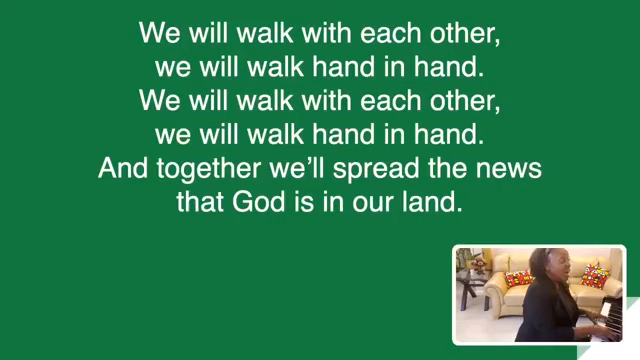 We will walk with each other,
we will walk hand in hand.
We will walk with each other,
we will walk hand in hand.
And together we’ll spread the news
that God is in our land.